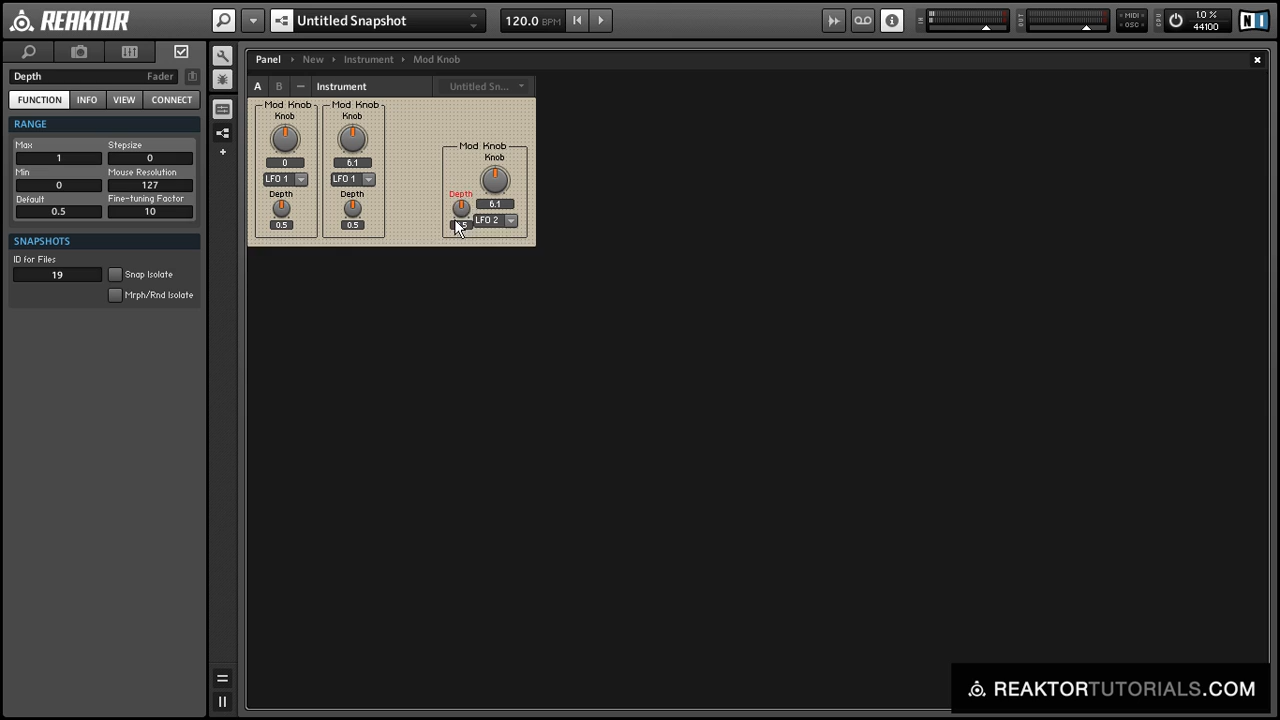 REAKTOR
Untitled Snapshot
120.0 BPM
MIDI
OSC
CPU
1.0 %
44100
IN
OUT
NI
Depth Fader
FUNCTION INFO VIEW CONNECT
RANGE
Max Stepsize
1 0
Min Mouse Resolution
0 127
Default Fine-tuning Factor
0.5 10
SNAPSHOTS
ID for Files
19 Snap Isolate
Mrph/Rnd Isolate
Panel New Instrument Mod Knob
A B Instrument Untitled Sn...
Mod Knob
Knob
0
LFO 1
Depth
0.5
Mod Knob
Knob
6.1
LFO 1
Depth
0.5
Mod Knob
Knob
6.1
Depth
LFO 2
REAKTORTUTORIALS.COM